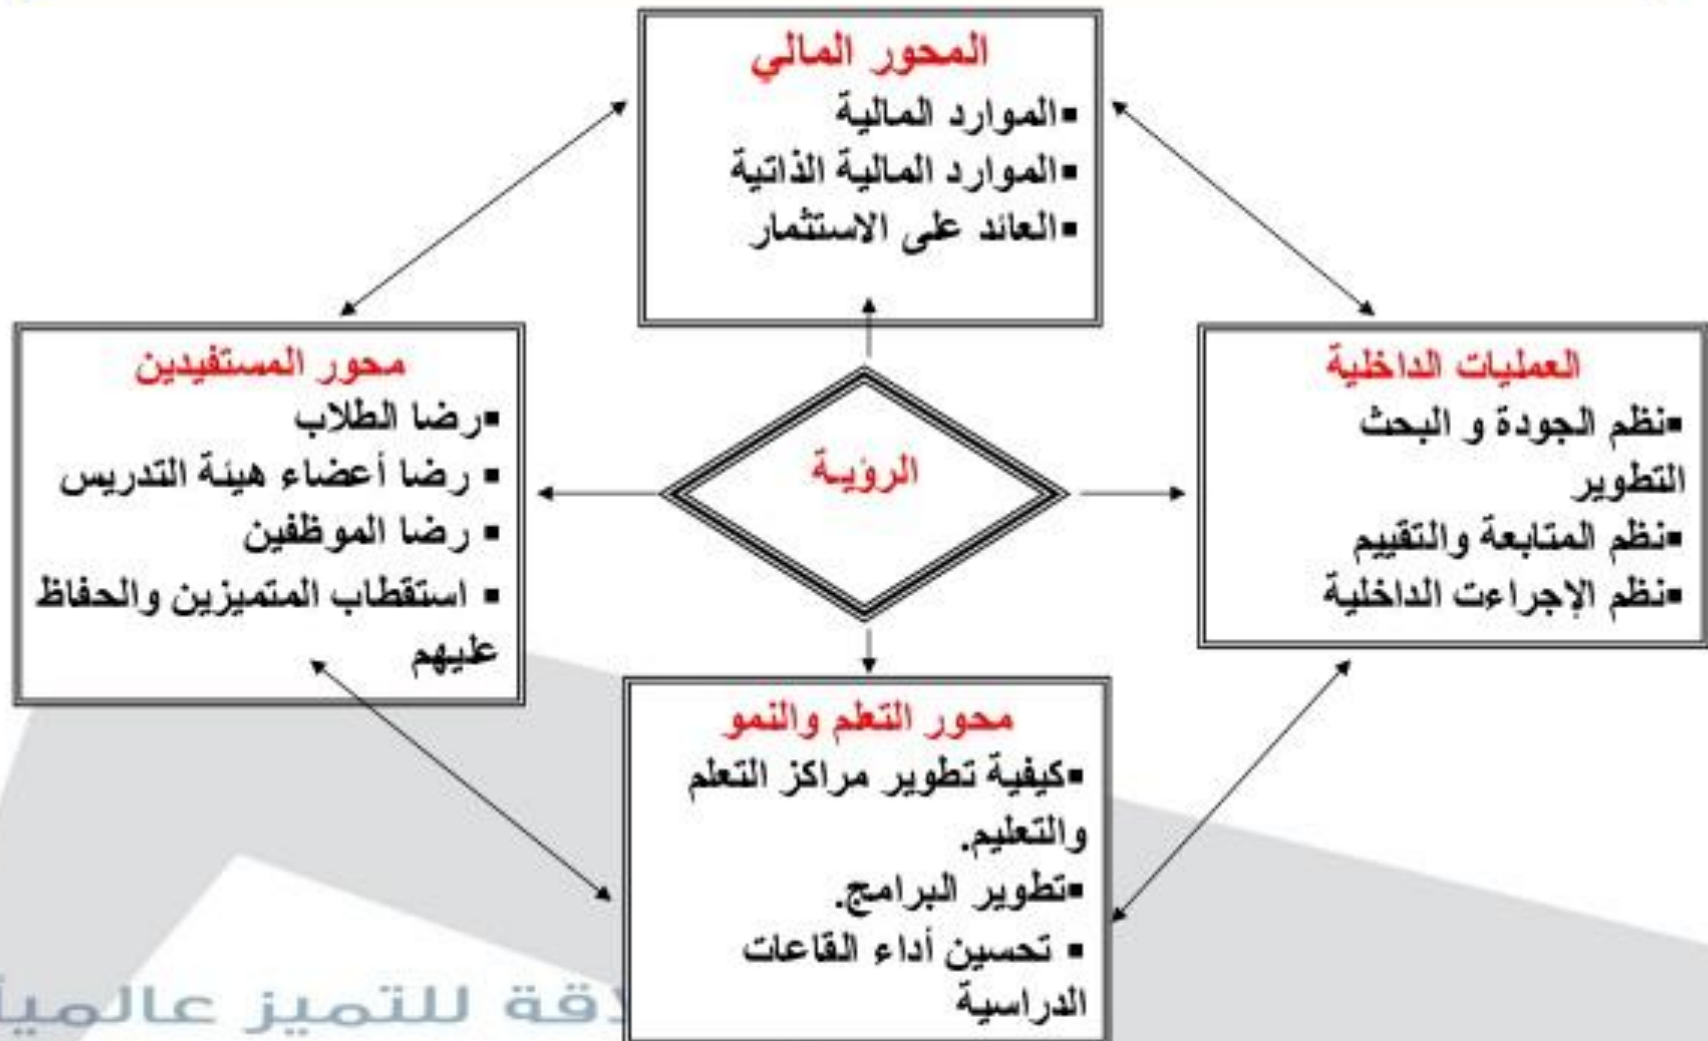 المحور المالي
▪الموارد المالية
▪الموارد المالية الذاتية
▪العائد على الاستثمار
العمليات الداخلية
▪نظم الجودة و البحث
التطوير
▪نظم المتابعة والتقييم
▪نظم الإجراءت الداخلية
الرؤية
محور المستفيدين
▪رضا الطلاب
▪ رضا أعضاء هيئة التدريس
▪ رضا الموظفين
▪ استقطاب المتميزين والحفاظ
عليهم
محور التعلم والنمو
▪كيفية تطوير مراكز التعلم
والتعليم.
▪تطوير البرامج.
▪ تحسين أداء القاعات
الدراسية
للتميز عالمياً